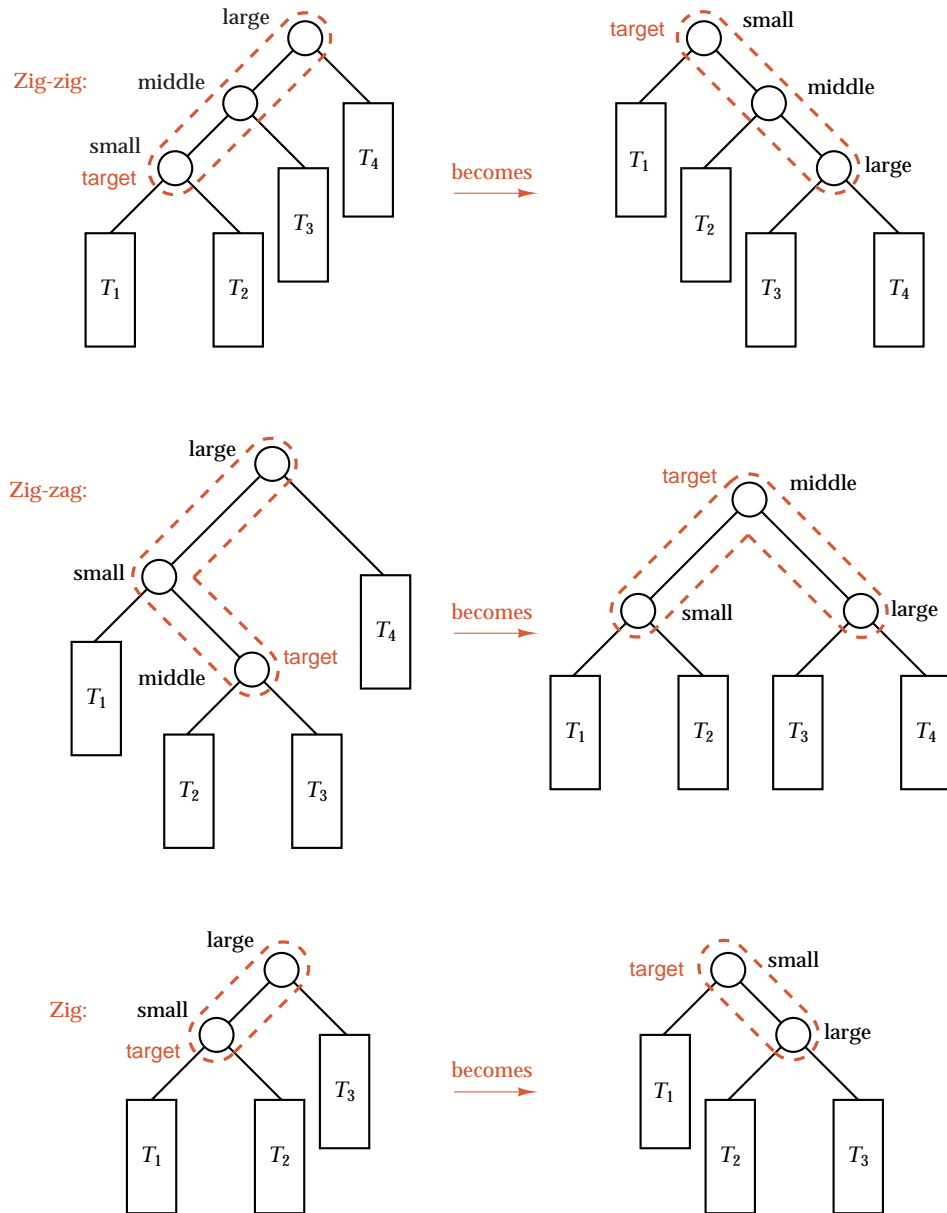 large
small
target
Zig-zig:
middle
middle
small
target
T4
T1
becomes
large
T3
T2
T1
T2
T3
T4
large
Zig-zag:
target
middle
small
becomes
small
large
T4
target
middle
T1
T1
T2
T3
T4
T2
T3
large
small
target
Zig:
small
target
large
becomes
T3
T1
T1
T2
T2
T3